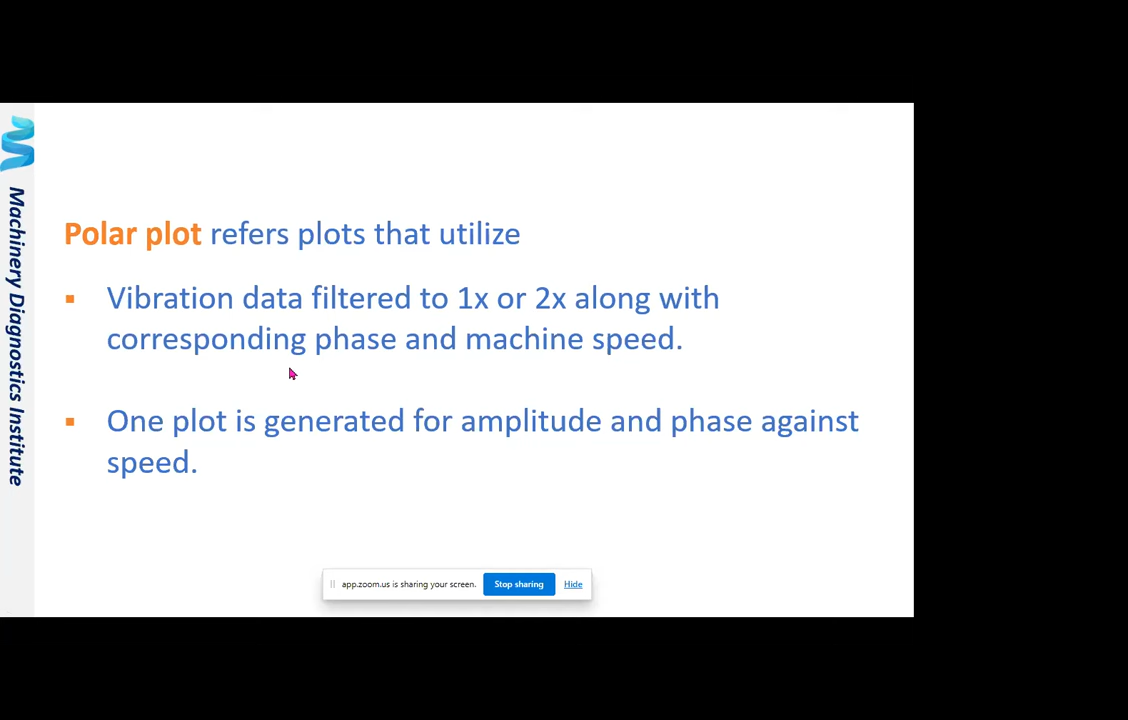 Machinery Diagnostics Institute
Polar plot refers plots that utilize
▪ Vibration data filtered to 1x or 2x along with
corresponding phase and machine speed.
▪ One plot is generated for amplitude and phase against
speed.
app.zoom.us is sharing your screen. Stop sharing Hide